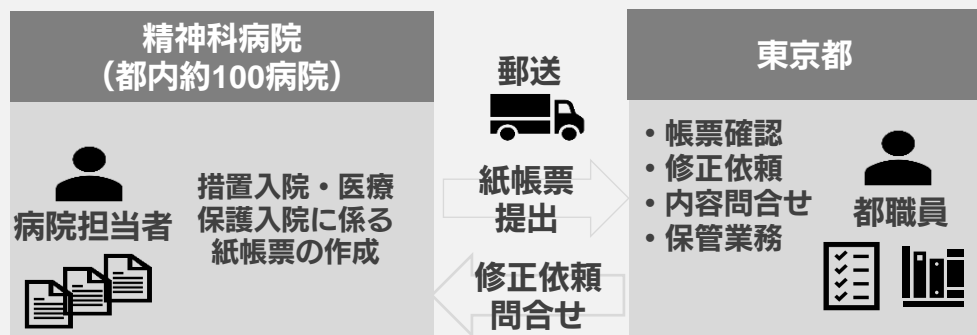 精神科病院
（都内約100病院）
病院担当者
措置入院・医療
保護入院に係る
紙帳票の作成
郵送
紙帳票
提出
修正依頼
問合せ
東京都
・帳票確認
・修正依頼
・内容問合せ
・保管業務
都職員